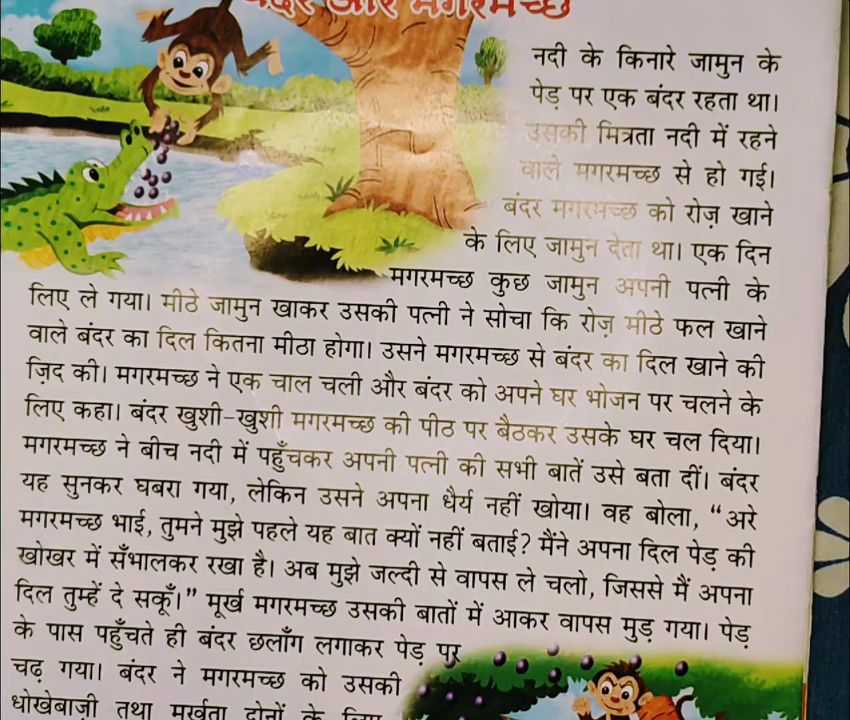 बंदर और मगरमच्छ
नदी के किनारे जामुन के
पेड़ पर एक बंदर रहता था।
उसकी मित्रता नदी में रहने
वाले मगरमच्छ से हो गई।
बंदर मगरमच्छ को रोज़ खाने
के लिए जामुन देता था। एक दिन
मगरमच्छ कुछ जामुन अपनी पत्नी के
लिए ले गया। मीठे जामुन खाकर उसकी पत्नी ने सोचा कि रोज़ मीठे फल खाने
वाले बंदर का दिल कितना मीठा होगा। उसने मगरमच्छ से बंदर का दिल खाने की
ज़िद की। मगरमच्छ ने एक चाल चली और बंदर को अपने घर भोजन पर चलने के
लिए कहा। बंदर खुशी-खुशी मगरमच्छ की पीठ पर बैठकर उसके घर चल दिया।
मगरमच्छ ने बीच नदी में पहुँचकर अपनी पत्नी की सभी बातें उसे बता दीं। बंदर
यह सुनकर घबरा गया, लेकिन उसने अपना धैर्य नहीं खोया। वह बोला, “अरे
मगरमच्छ भाई, तुमने मुझे पहले यह बात क्यों नहीं बताई? मैंने अपना दिल पेड़ की
खोखर में सँभालकर रखा है। अब मुझे जल्दी से वापस ले चलो, जिससे मैं अपना
दिल तुम्हें दे सकूँ।” मूर्ख मगरमच्छ उसकी बातों में आकर वापस मुड़ गया। पेड़
के पास पहुँचते ही बंदर छलाँग लगाकर पेड़ पर
चढ़ गया। बंदर ने मगरमच्छ को उसकी
धोखेबाज़ी तथा मूर्खता दोनों के लिए